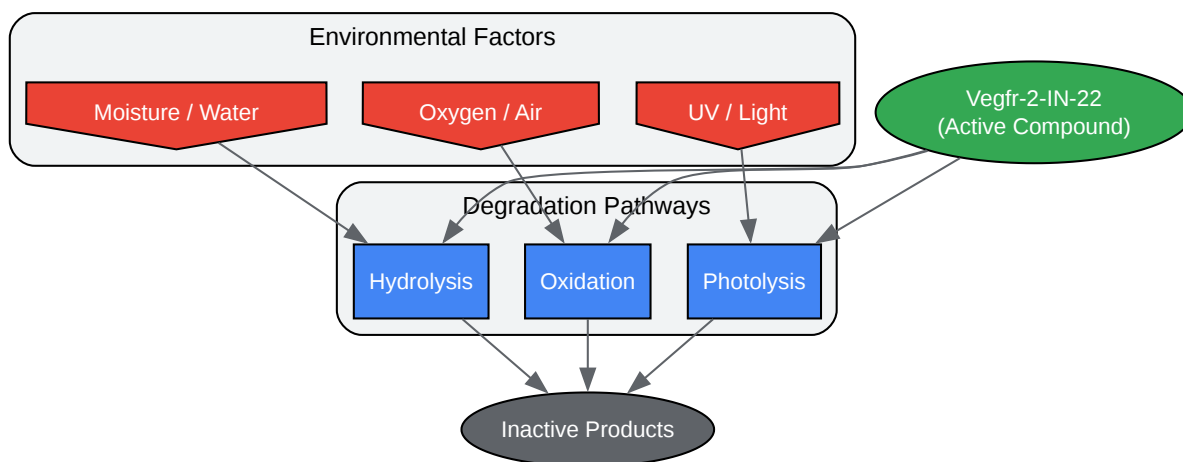 Environmental Factors
Moisture / Water
Oxygen / Air
UV / Light
Vegfr-2-IN-22
(Active Compound)
Degradation Pathways
Hydrolysis
Oxidation
Photolysis
Inactive Products